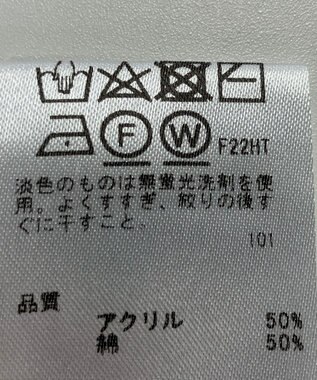 F W F22HT
淡色のものは無蛍光洗剤を使
用。よくすすぎ、絞りの後す
ぐに干すこと。
101
品質
アクリル 50%
綿 50%